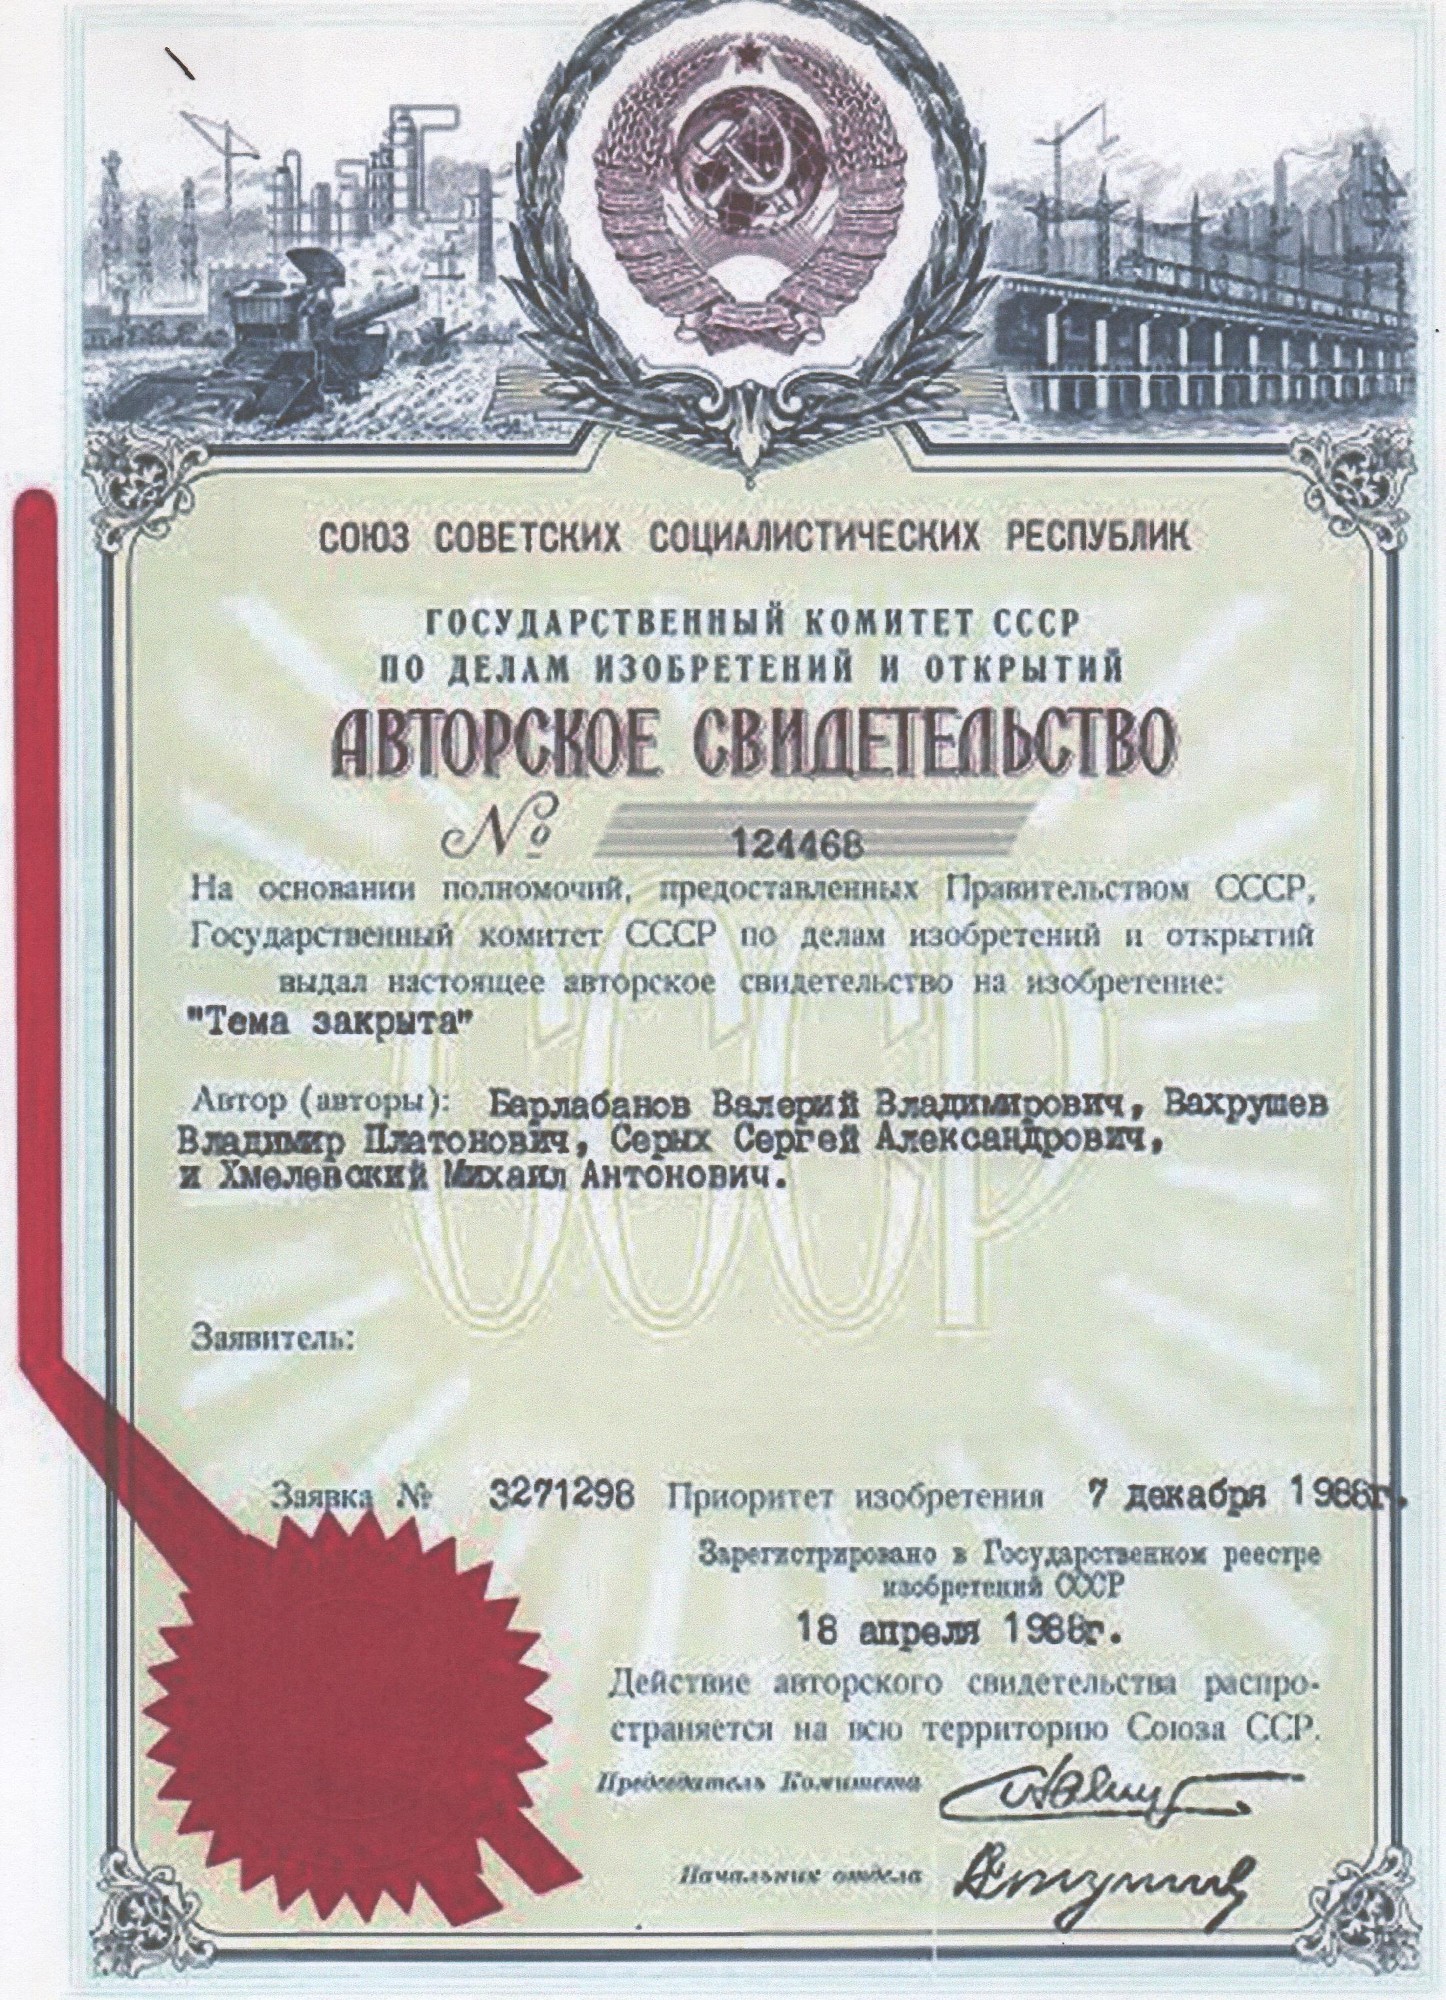 СОЮЗ СОВЕТСКИХ СОЦИАЛИСТИЧЕСКИХ РЕСПУБЛИК
ГОСУДАРСТВЕННЫЙ КОМИТЕТ СССР
ПО ДЕЛАМ ИЗОБРЕТЕНИЙ И ОТКРЫТИЙ
АВТОРСКОЕ СВИДЕТЕЛЬСТВО
№ 124468
На основании полномочий, предоставленных Правительством СССР,
Государственный комитет СССР по делам изобретений и открытий
выдал настоящее авторское свидетельство на изобретение:
"Тема закрыта"
Автор (авторы): Барлабанов Валерий Владимирович, Вахрушев
Владимир Платонович, Серых Сергей Александрович,
и Хмелевский Михаил Антонович.
СССР
Заявитель:
Заявка № 3271298 Приоритет изобретения 7 декабря 1988г.
Зарегистрировано в Государственном реестре
изобретений СССР
18 апреля 1988г.
Действие авторского свидетельства распро-
страняется на всю территорию Союза ССР.
Председатель Комитета
Начальник отдела